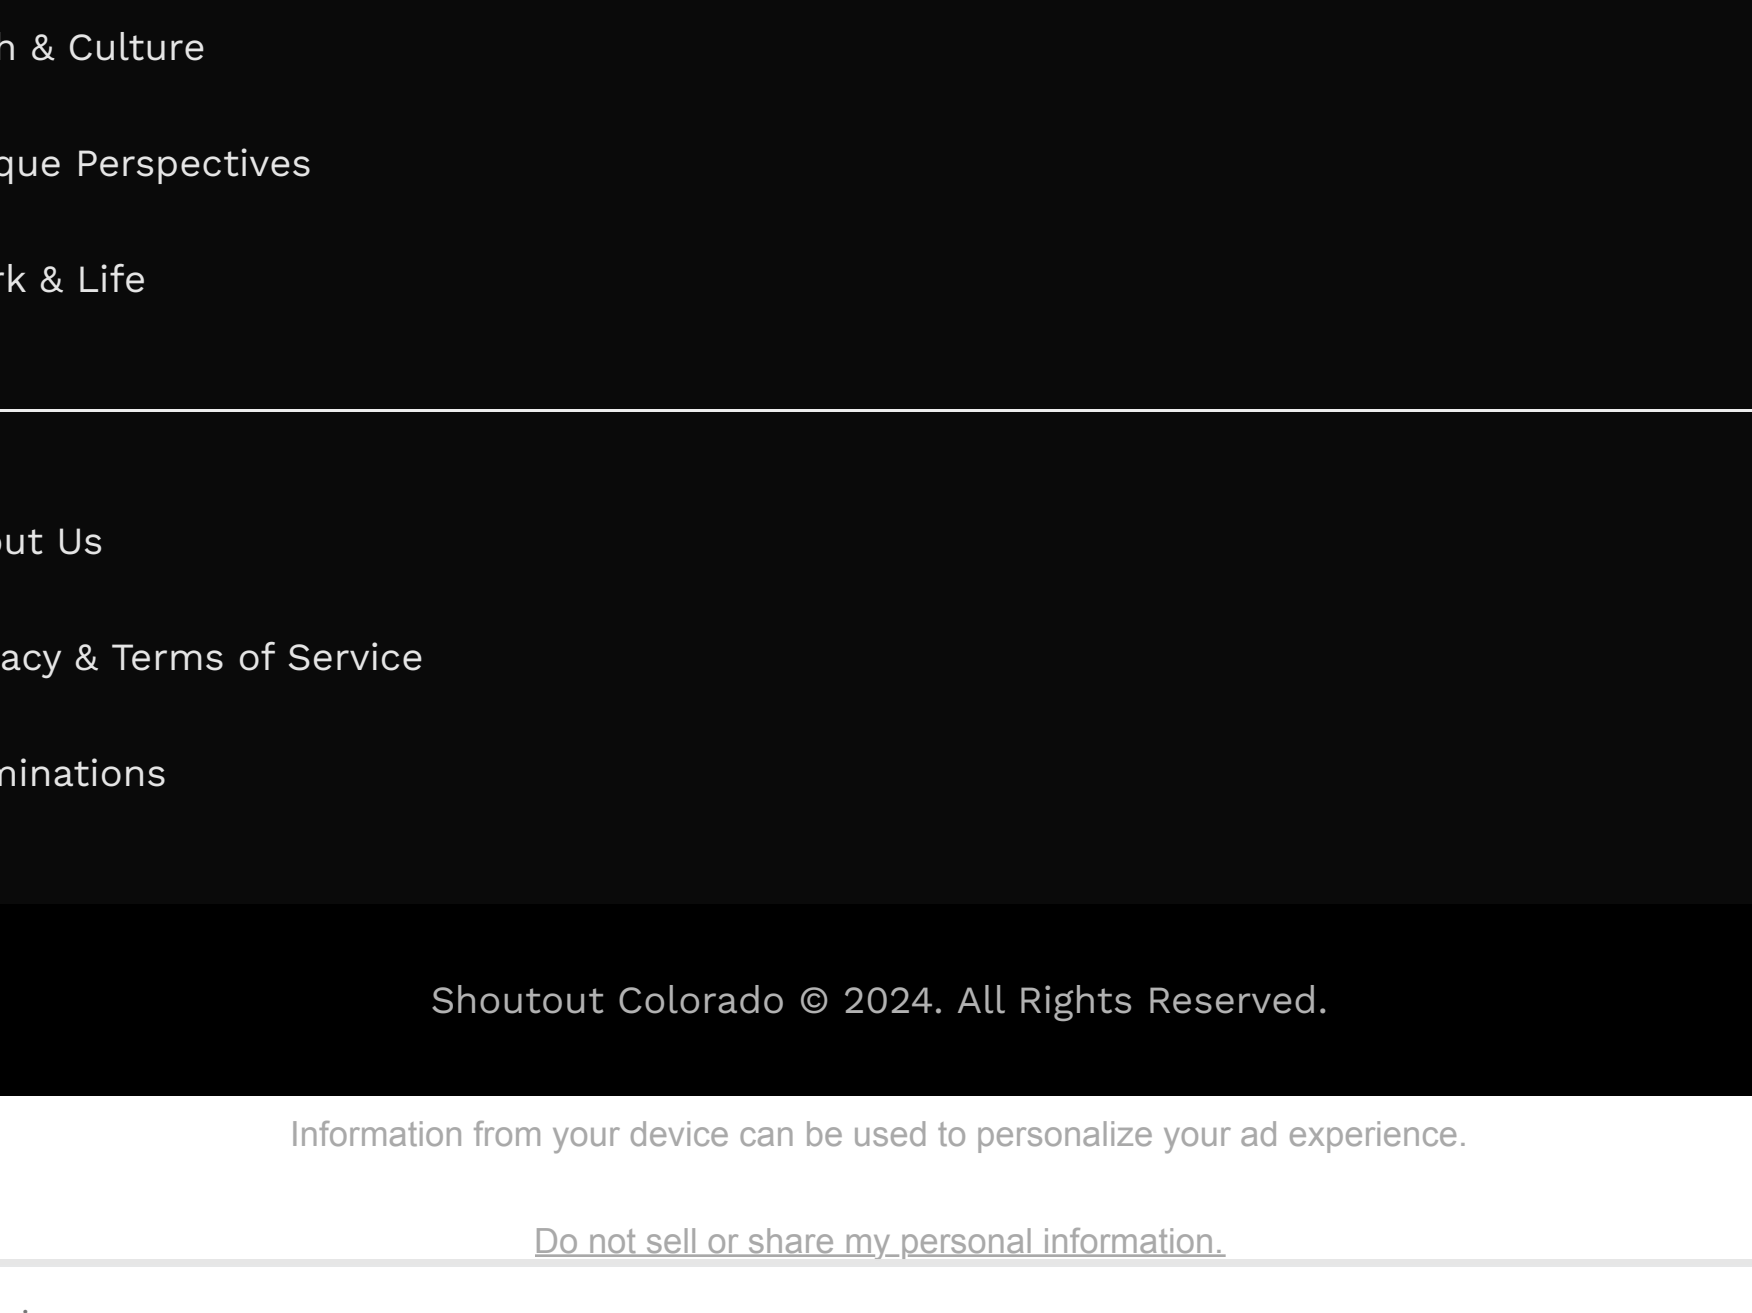 & Culture
que Perspectives
& Life
out Us
acy & Terms of Service
minations
Shoutout Colorado © 2024. All Rights Reserved.
Information from your device can be used to personalize your ad experience.
Do not sell or share my personal information.